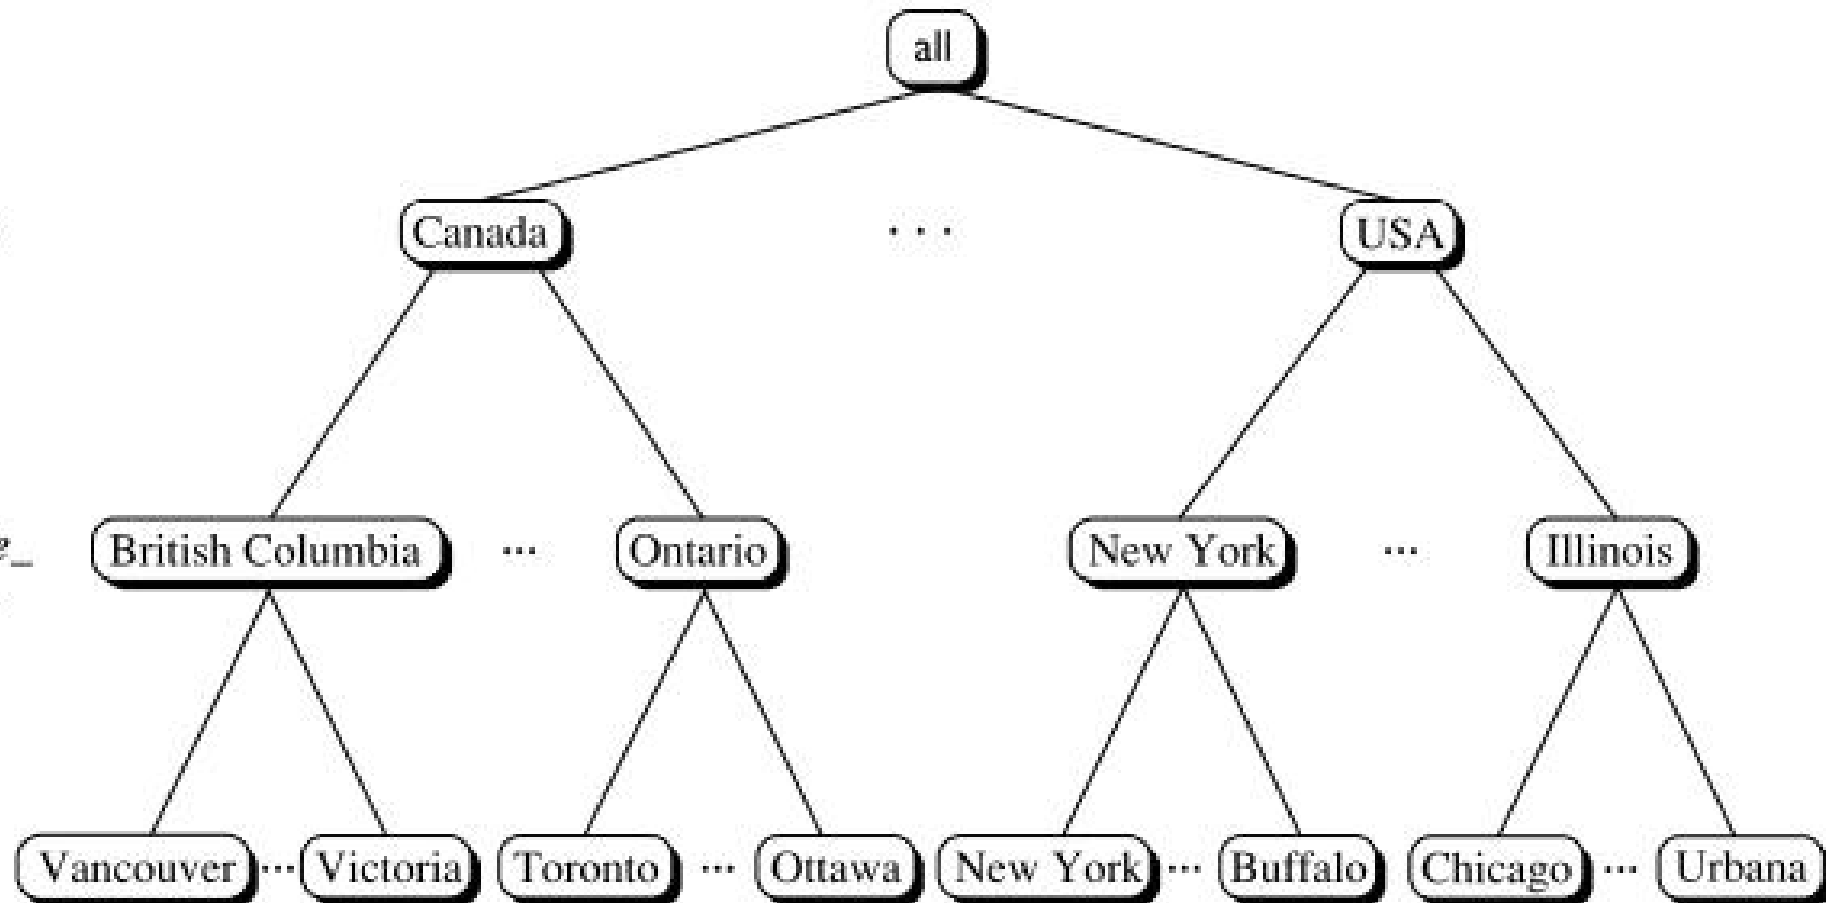 all
Canada ... USA
British Columbia ... Ontario New York ... Illinois
Vancouver ... Victoria Toronto ... Ottawa New York ... Buffalo Chicago ... Urbana